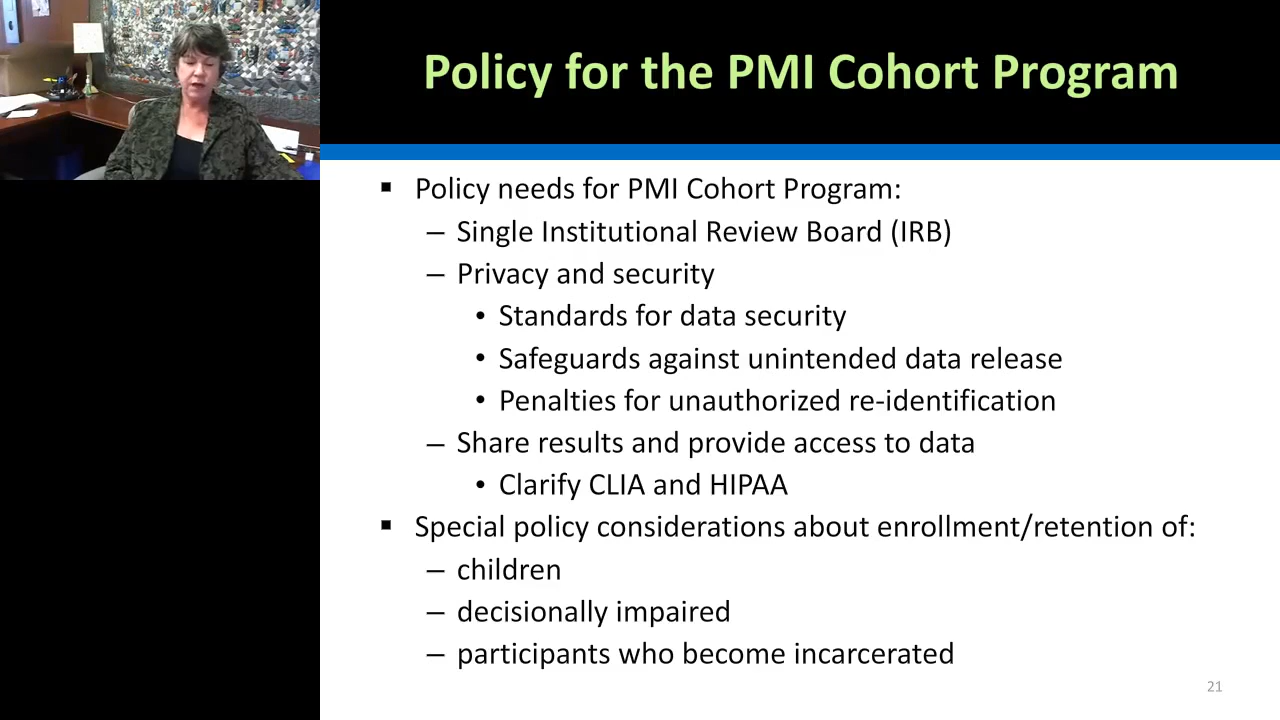 Policy for the PMI Cohort Program
▪ Policy needs for PMI Cohort Program:
– Single Institutional Review Board (IRB)
– Privacy and security
• Standards for data security
• Safeguards against unintended data release
• Penalties for unauthorized re-identification
– Share results and provide access to data
• Clarify CLIA and HIPAA
▪ Special policy considerations about enrollment/retention of:
– children
– decisionally impaired
– participants who become incarcerated
21